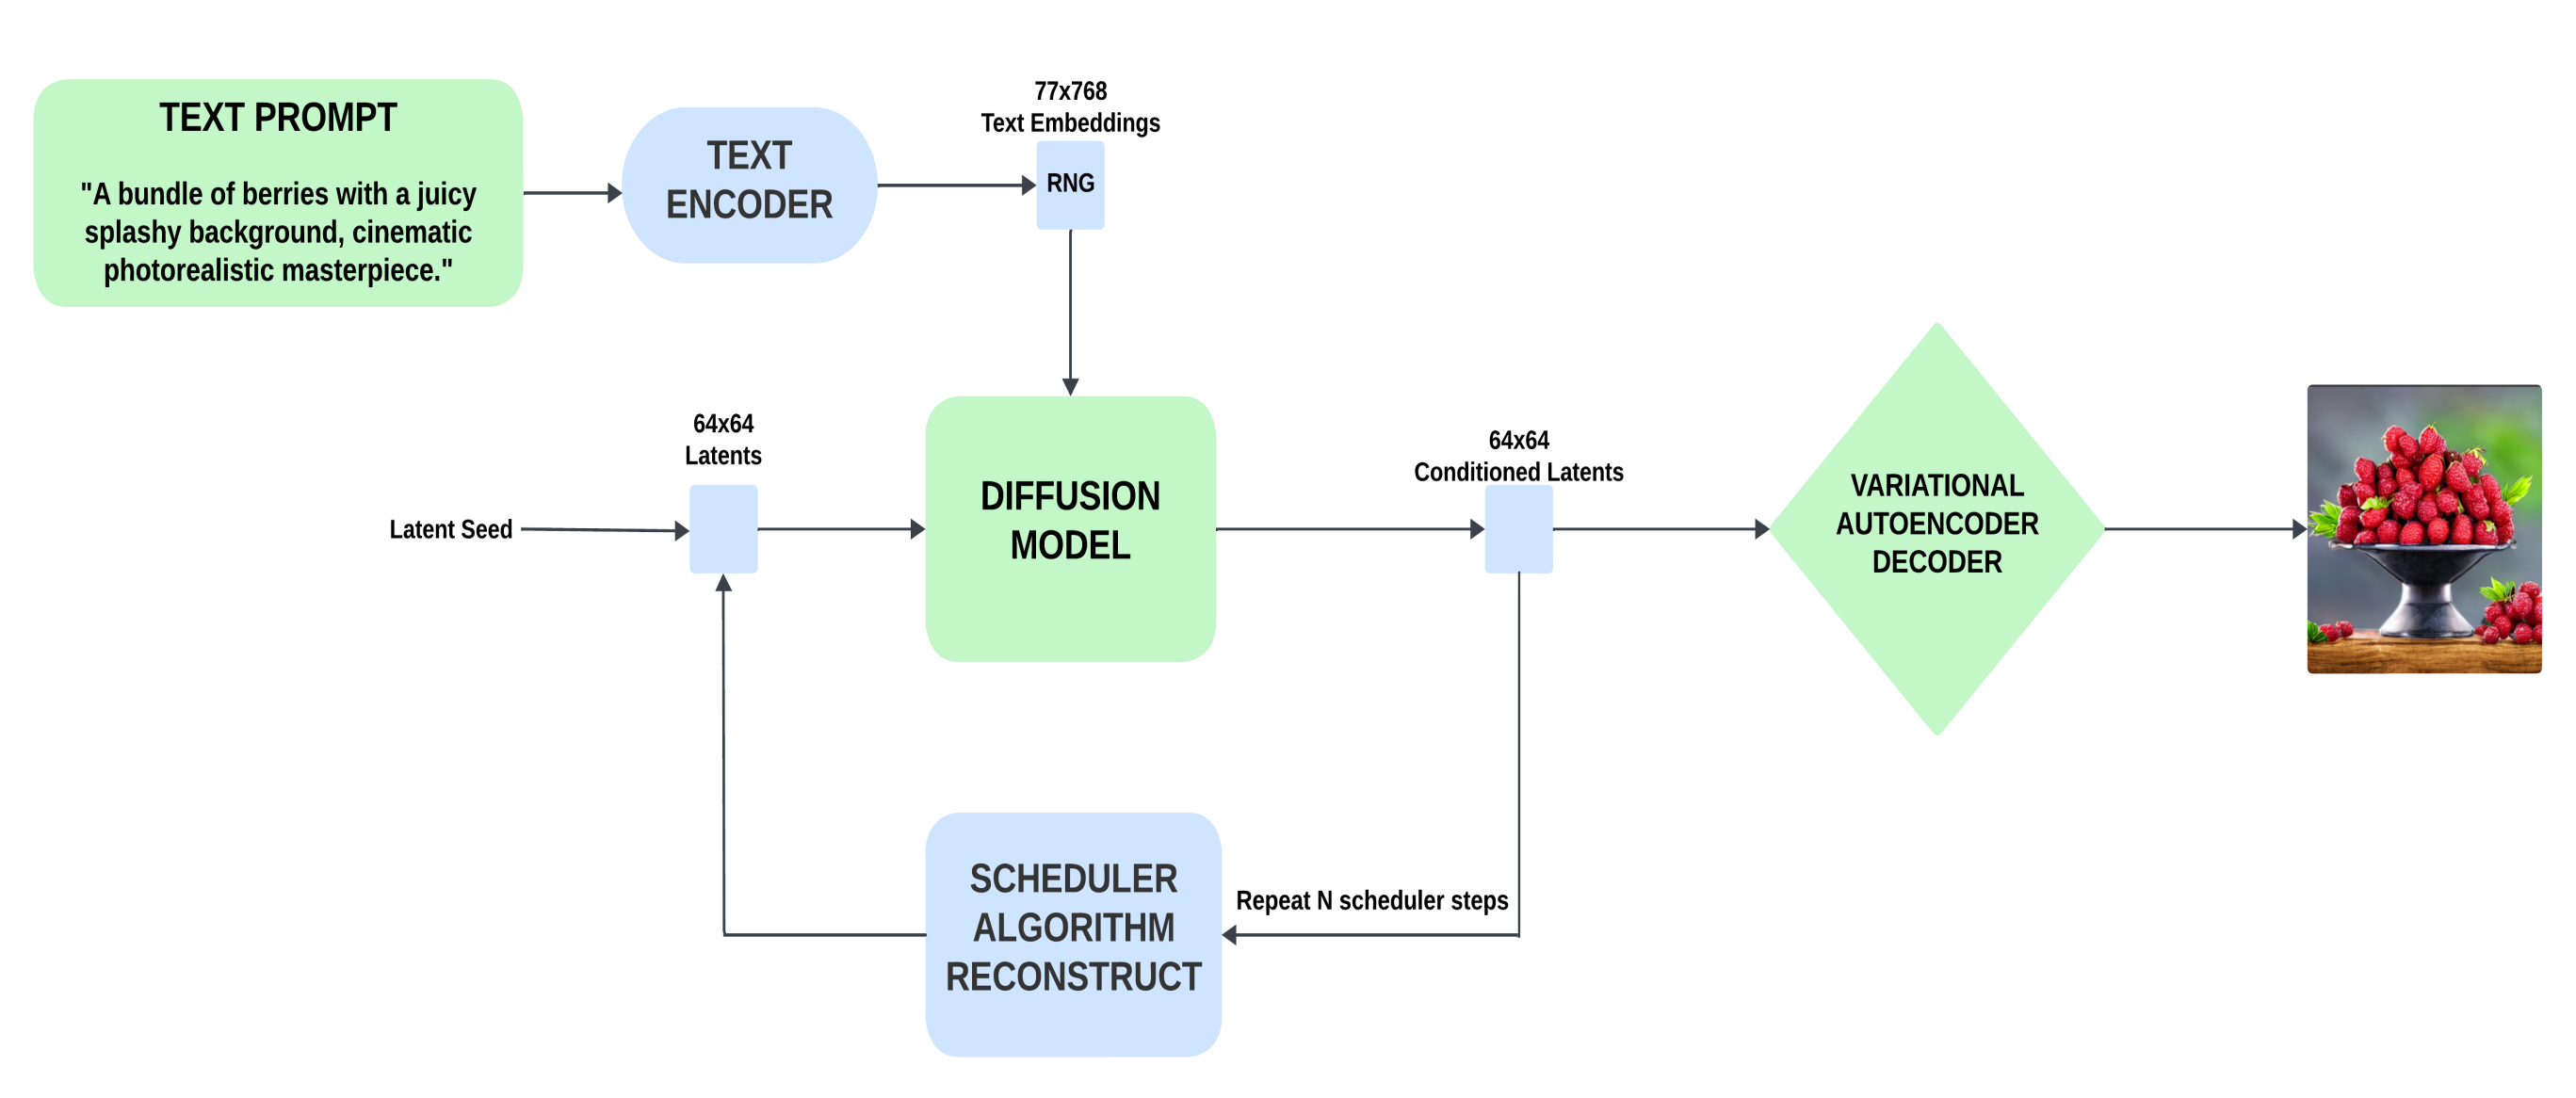 TEXT PROMPT
"A bundle of berries with a juicy
splashy background, cinematic
photorealistic masterpiece."
TEXT
ENCODER
77x768
Text Embeddings
RNG
Latent Seed
64x64
Latents
DIFFUSION
MODEL
64x64
Conditioned Latents
VARIATIONAL
AUTOENCODER
DECODER
SCHEDULER
ALGORITHM
RECONSTRUCT
Repeat N scheduler steps